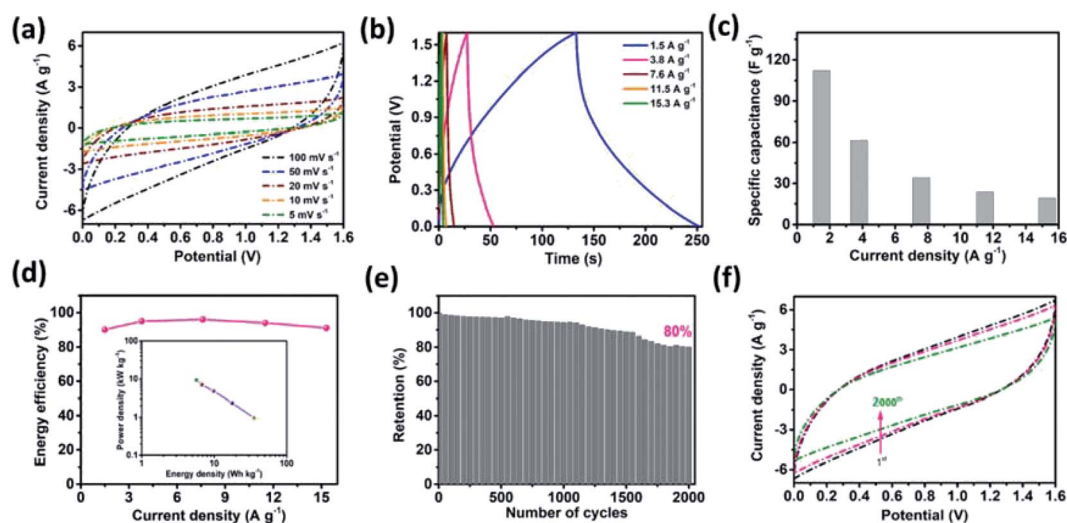 (a)
6
3
0
-3
-6
Current density (A g⁻¹)
100 mV s⁻¹
50 mV s⁻¹
20 mV s⁻¹
10 mV s⁻¹
5 mV s⁻¹
0.0 0.2 0.4 0.6 0.8 1.0 1.2 1.4 1.6
Potential (V)
(b)
1.5
1.2
0.9
0.6
0.3
0.0
Potential (V)
1.5 A g⁻¹
3.8 A g⁻¹
7.6 A g⁻¹
11.5 A g⁻¹
15.3 A g⁻¹
0 50 100 150 200 250
Time (s)
(c)
120
90
60
30
0
Specific capacitance (F g⁻¹)
0 2 4 6 8 10 12 14 16
Current density (A g⁻¹)
(d)
100
80
60
40
20
0
Energy efficiency (%)
100
10
1
0.1
Power density (kW kg⁻¹)
1 10 100
Energy density (Wh kg⁻¹)
0 3 6 9 12 15
Current density (A g⁻¹)
(e)
100
80
60
40
20
0
Retention (%)
80%
0 500 1000 1500 2000
Number of cycles
(f)
6
3
0
-3
-6
Current density (A g⁻¹)
2000ᵗʰ
1ˢᵗ
0.0 0.2 0.4 0.6 0.8 1.0 1.2 1.4 1.6
Potential (V)